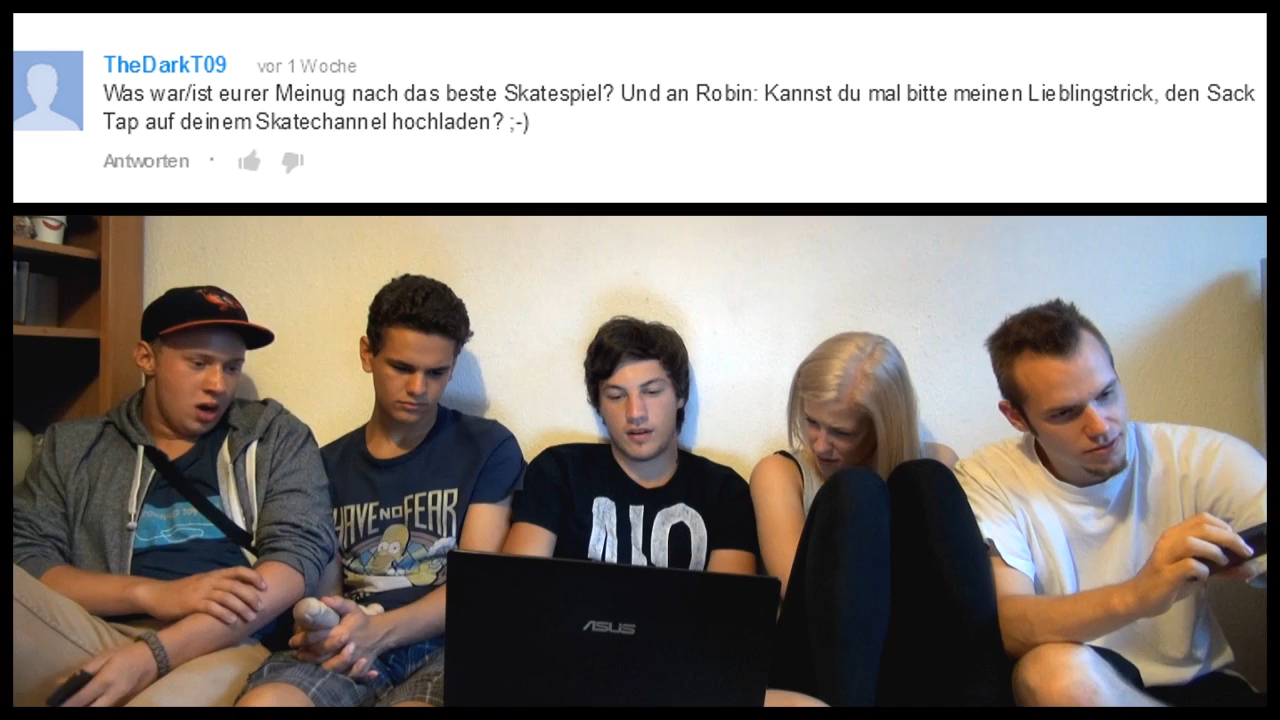 TheDarkT09 vor 1 Woche
Was war/ist eurer Meinug nach das beste Skatespiel? Und an Robin: Kannst du mal bitte meinen Lieblingstrick, den Sack
Tap auf deinem Skatechannel hochladen? ;-)
Antworten ·
HAVE NO FEAR
NO
ASUS